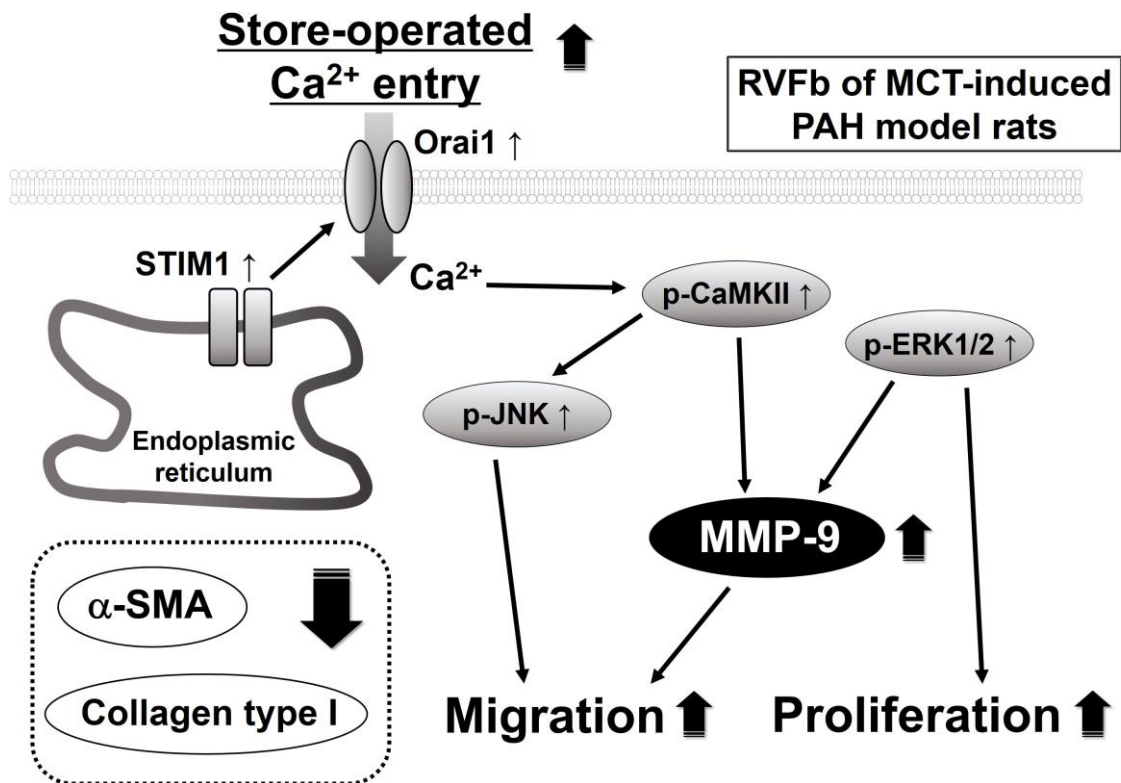 Store-operated
Ca²⁺ entry
RVFb of MCT-induced
PAH model rats
Orai1 ↑
STIM1 ↑
Ca²⁺
p-CaMKII ↑
p-ERK1/2 ↑
p-JNK ↑
Endoplasmic
reticulum
MMP-9
α-SMA
Collagen type I
Migration
Proliferation